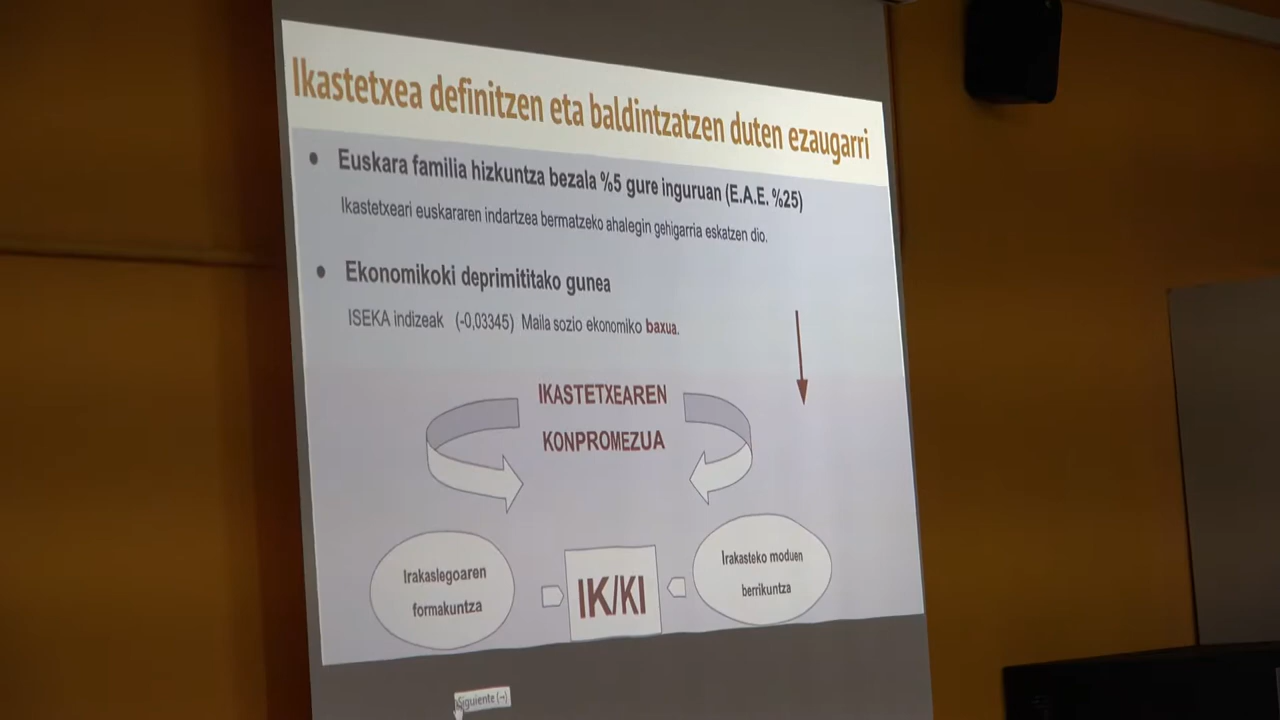 Ikastetxea definitzen eta baldintzatzen duten ezaugarri
• Euskara familia hizkuntza bezala %5 gure inguruan (E.A.E. %25)
Ikastetxeari euskararen indartzea bermatzeko ahalegin gehigarria eskatzen dio.
• Ekonomikoki deprimititako gunea
ISEKA indizeak (-0,03345) Maila sozio ekonomiko baxua.
IKASTETXEAREN
KONPROMEZUA
Irakaslegoaren
formakuntza
IK/KI
Irakasteko moduen
berrikuntza
Siguiente (→)